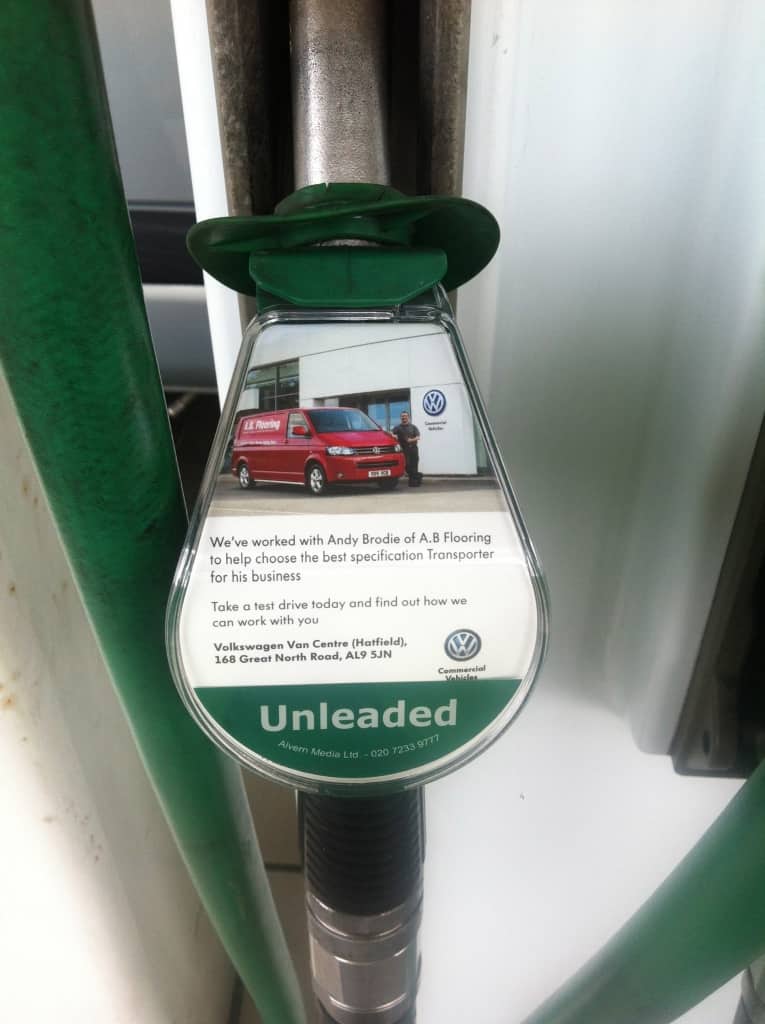 A.B. Flooring
Commercial
Vehicles
We've worked with Andy Brodie of A.B Flooring
to help choose the best specification Transporter
for his business
Take a test drive today and find out how we
can work with you
Volkswagen Van Centre (Hatfield),
168 Great North Road, AL9 5JN
Commercial
Vehicles
Unleaded
Alvern Media Ltd. - 020 7233 9777